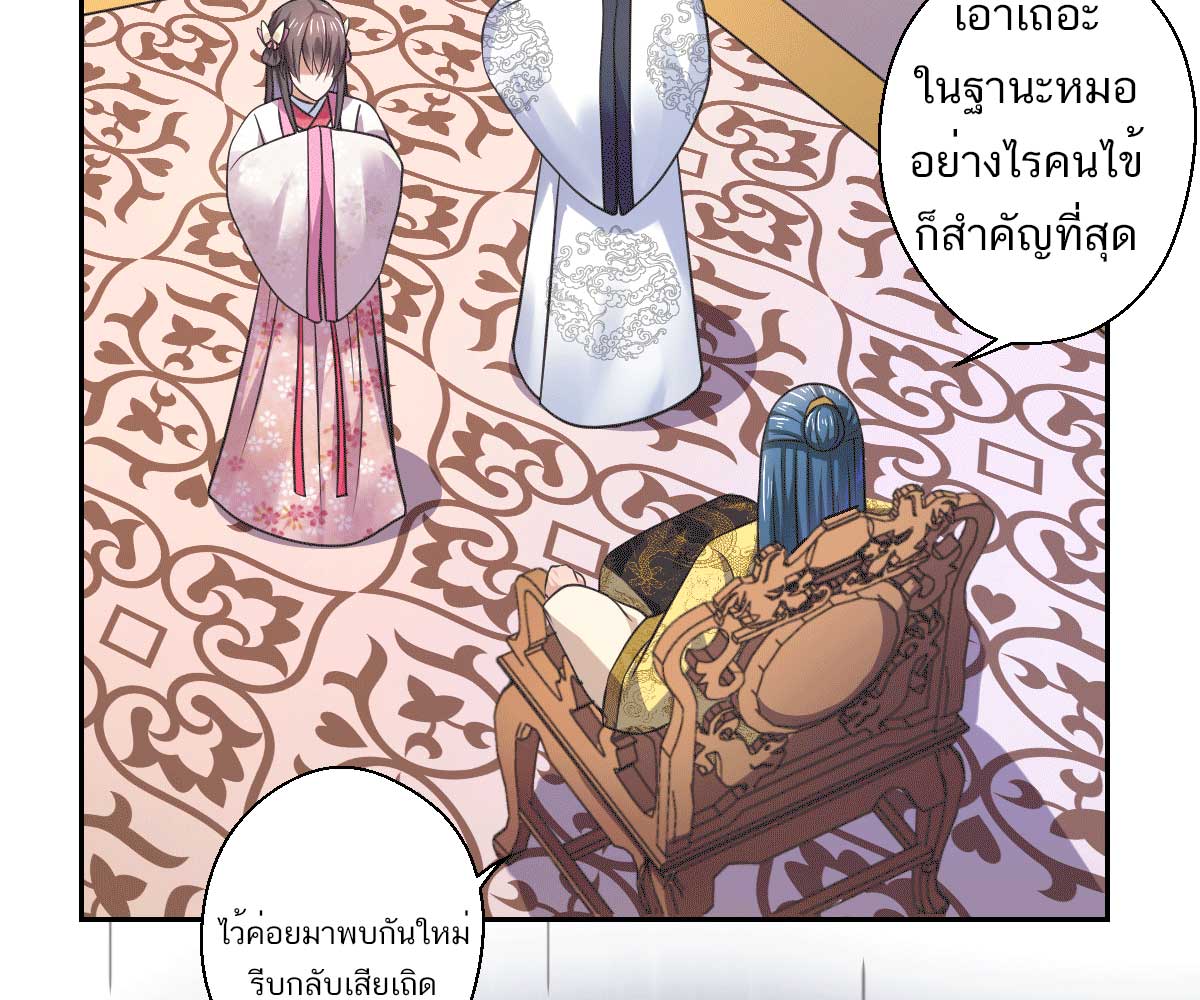 เอาเถอะ
ในฐานะหมอ
อย่างไรคนไข้
ก็สำคัญที่สุด
ไว้ค่อยมาพบกันใหม่
รีบกลับเสียเถิด